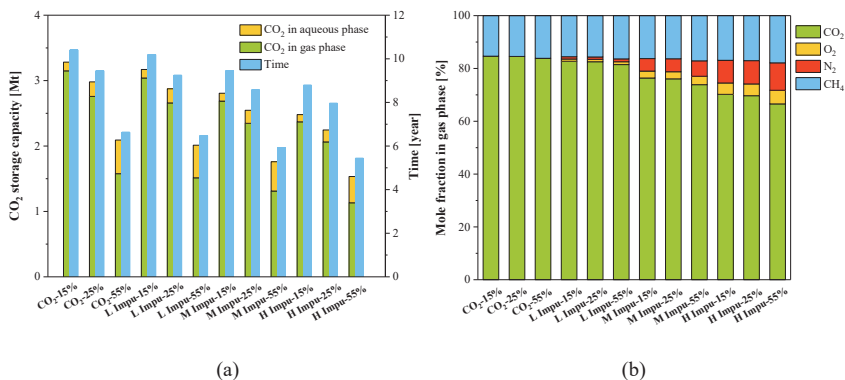 CO₂ storage capacity [Mt]
4
3
2
1
0
CO₂ in aqueous phase
CO₂ in gas phase
Time
12
10
8
6
4
2
0
Time [year]
CO₂-15%
CO₂-25%
CO₂-55%
L Impu-15%
L Impu-25%
L Impu-55%
M Impu-15%
M Impu-25%
M Impu-55%
H Impu-15%
H Impu-25%
H Impu-55%
(a)
Mole fraction in gas phase [%]
100
80
60
40
20
0
CO₂
O₂
N₂
CH₄
CO₂-15%
CO₂-25%
CO₂-55%
L Impu-15%
L Impu-25%
L Impu-55%
M Impu-15%
M Impu-25%
M Impu-55%
H Impu-15%
H Impu-25%
H Impu-55%
(b)